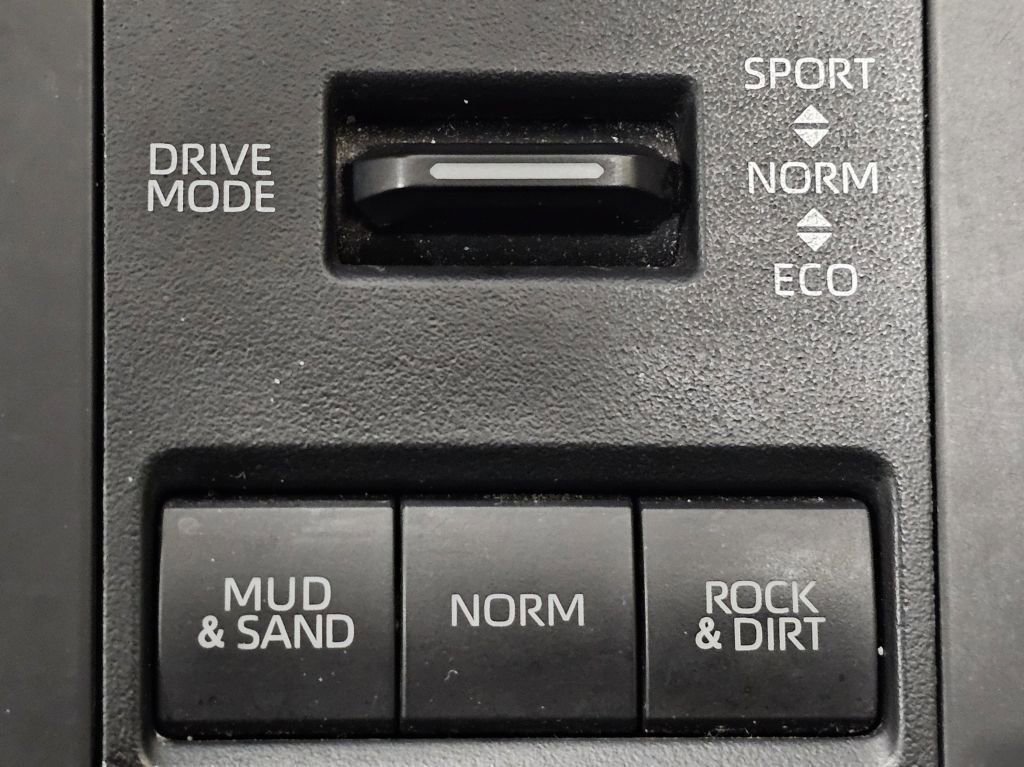 DRIVE
MODE
SPORT
NORM
ECO
MUD
& SAND
NORM
ROCK
& DIRT